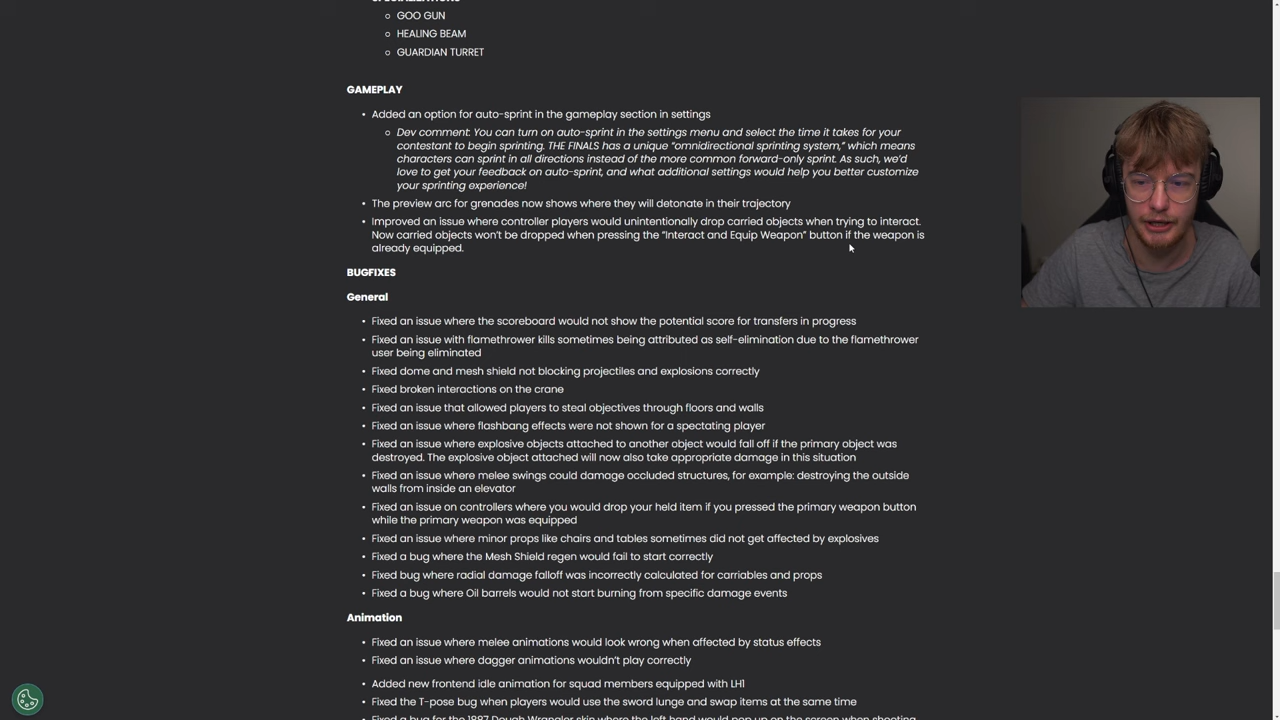 GOO GUN
HEALING BEAM
GUARDIAN TURRET
GAMEPLAY
Added an option for auto-sprint in the gameplay section in settings
Dev comment: You can turn on auto-sprint in the settings menu and select the time it takes for your
contestant to begin sprinting. THE FINALS has a unique “omnidirectional sprinting system,” which means
characters can sprint in all directions instead of the more common forward-only sprint. As such, we’d
love to get your feedback on auto-sprint, and what additional settings would help you better customize
your sprinting experience!
The preview arc for grenades now shows where they will detonate in their trajectory
Improved an issue where controller players would unintentionally drop carried objects when trying to interact.
Now carried objects won’t be dropped when pressing the “Interact and Equip Weapon” button if the weapon is
already equipped.
BUGFIXES
General
Fixed an issue where the scoreboard would not show the potential score for transfers in progress
Fixed an issue with flamethrower kills sometimes being attributed as self-elimination due to the flamethrower
user being eliminated
Fixed dome and mesh shield not blocking projectiles and explosions correctly
Fixed broken interactions on the crane
Fixed an issue that allowed players to steal objectives through floors and walls
Fixed an issue where flashbang effects were not shown for a spectating player
Fixed an issue where explosive objects attached to another object would fall off if the primary object was
destroyed. The explosive object attached will now also take appropriate damage in this situation
Fixed an issue where melee swings could damage occluded structures, for example: destroying the outside
walls from inside an elevator
Fixed an issue on controllers where you would drop your held item if you pressed the primary weapon button
while the primary weapon was equipped
Fixed an issue where minor props like chairs and tables sometimes did not get affected by explosives
Fixed a bug where the Mesh Shield regen would fail to start correctly
Fixed bug where radial damage falloff was incorrectly calculated for carriables and props
Fixed a bug where Oil barrels would not start burning from specific damage events
Animation
Fixed an issue where melee animations would look wrong when affected by status effects
Fixed an issue where dagger animations wouldn’t play correctly
Added new frontend idle animation for squad members equipped with LH1
Fixed the T-pose bug when players would use the sword lunge and swap items at the same time
Fixed a bug for the 1887 Dough Wrangler skin where the left hand would pop up on the screen when shooting